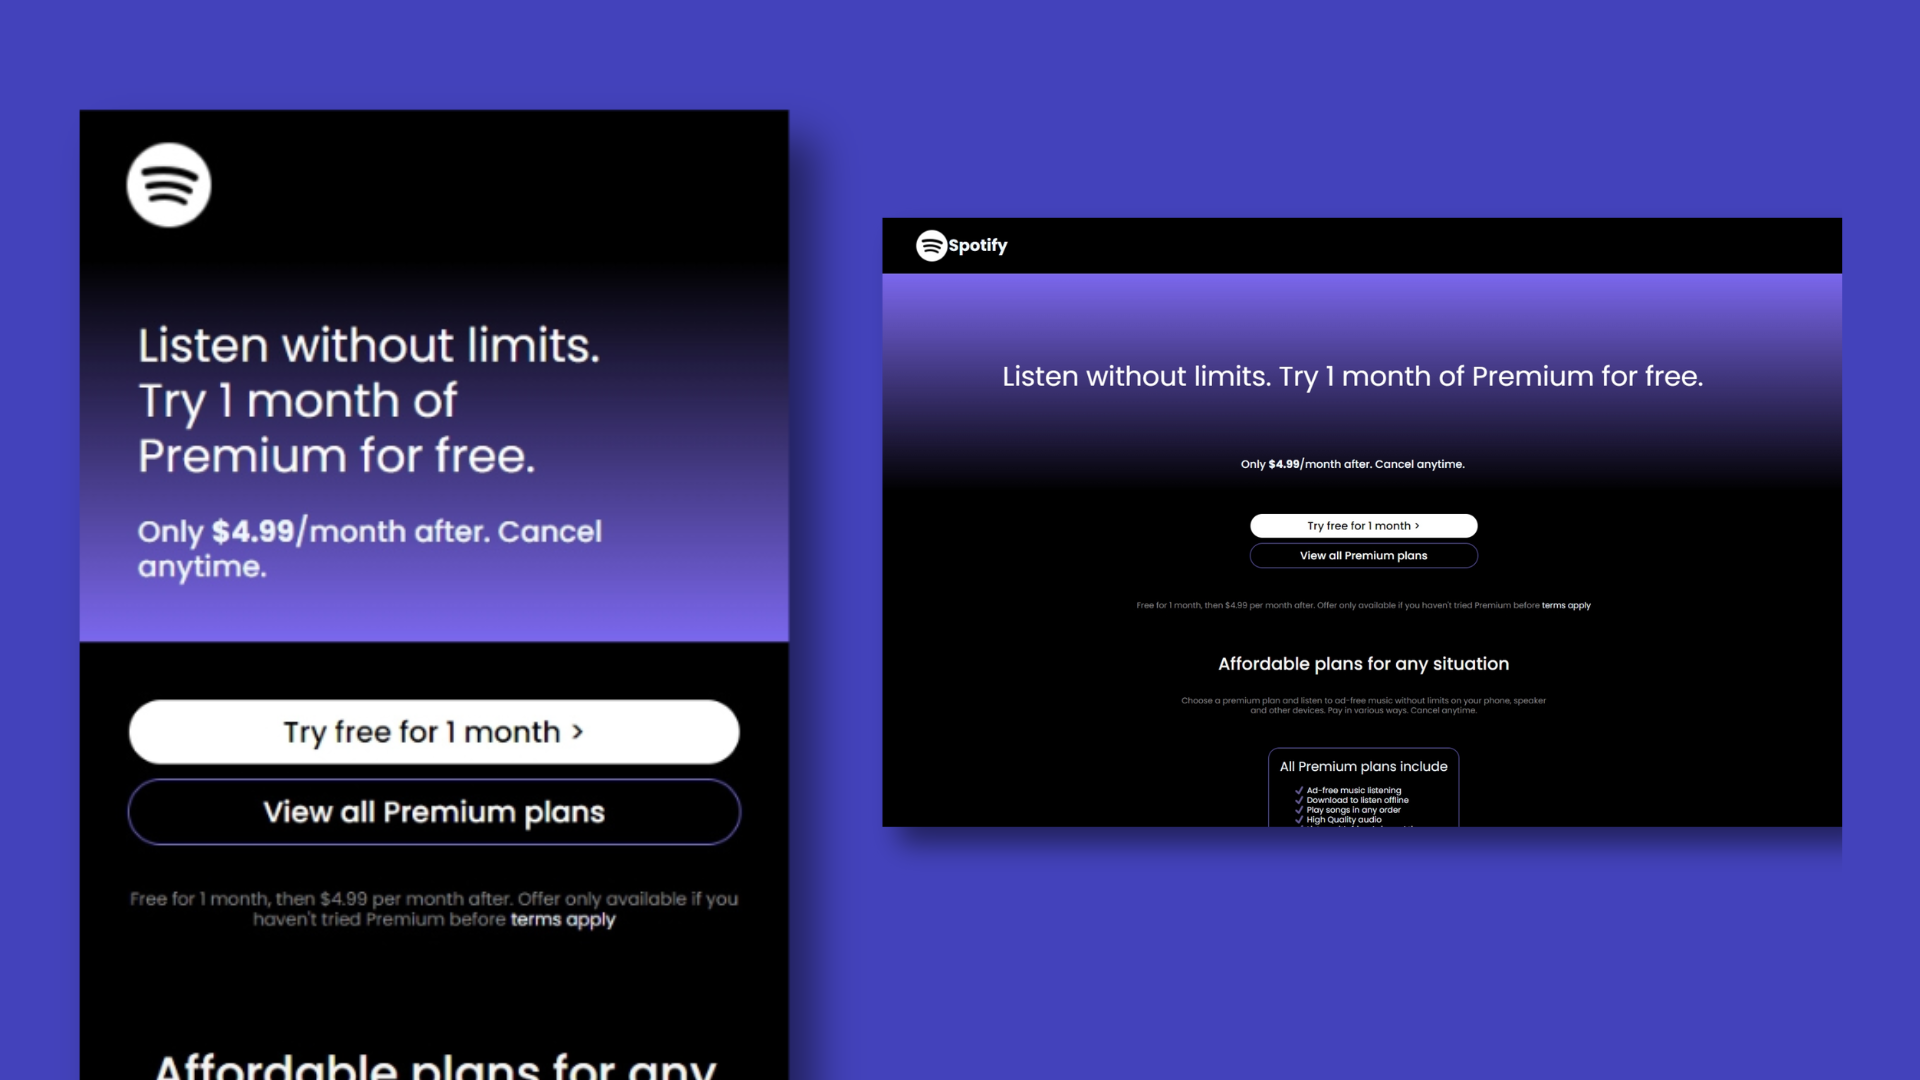 Listen without limits.
Try 1 month of
Premium for free.
Only $4.99/month after. Cancel
anytime.
Try free for 1 month >
View all Premium plans
Free for 1 month, then $4.99 per month after. Offer only available if you
haven't tried Premium before terms apply
Affordable plans for any
Spotify
Listen without limits. Try 1 month of Premium for free.
Only $4.99/month after. Cancel anytime.
Try free for 1 month >
View all Premium plans
Free for 1 month, then $4.99 per month after. Offer only available if you haven't tried Premium before terms apply
Affordable plans for any situation
Choose a premium plan and listen to ad-free music without limits on your phone, speaker
and other devices. Pay in various ways. Cancel anytime.
All Premium plans include
Ad-free music listening
Download to listen offline
Play songs in any order
High Quality audio